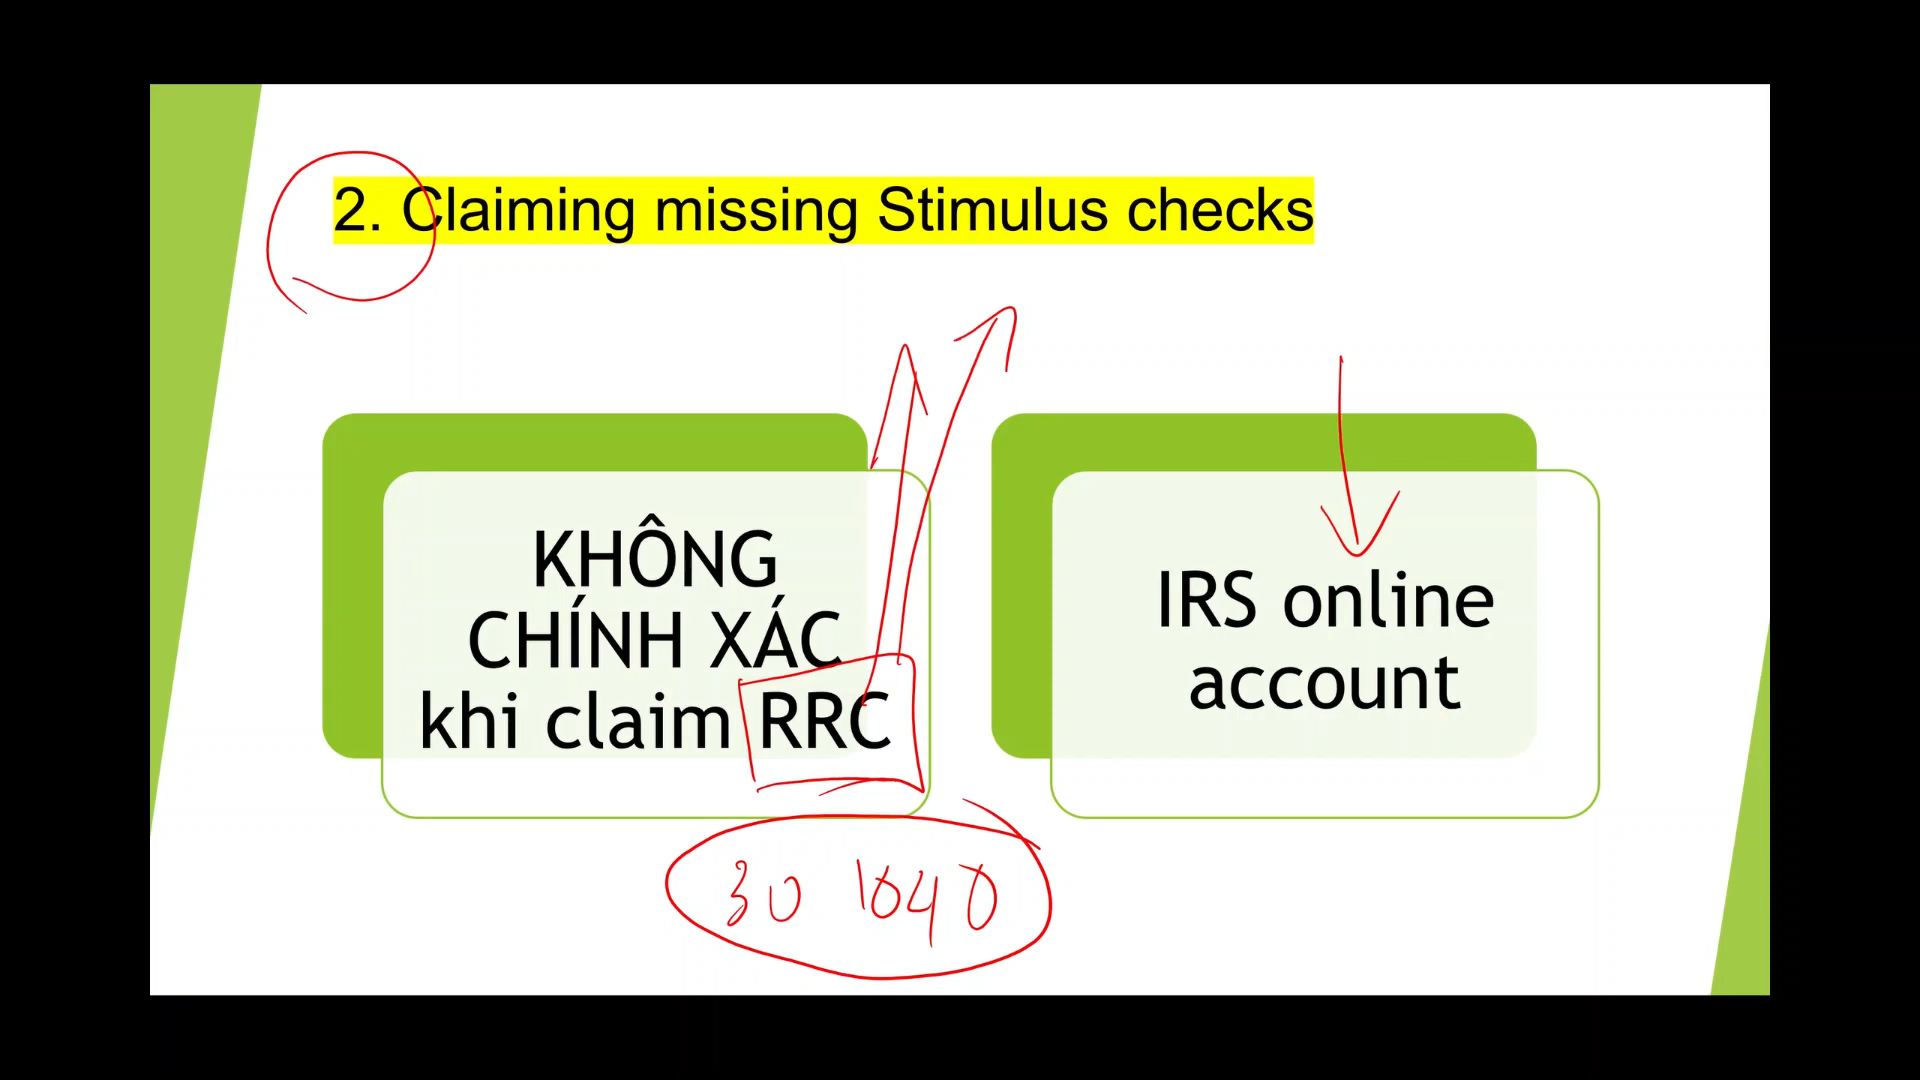 2. Claiming missing Stimulus checks
KHÔNG
CHÍNH XÁC
khi claim RRC
IRS online
account
30 1040